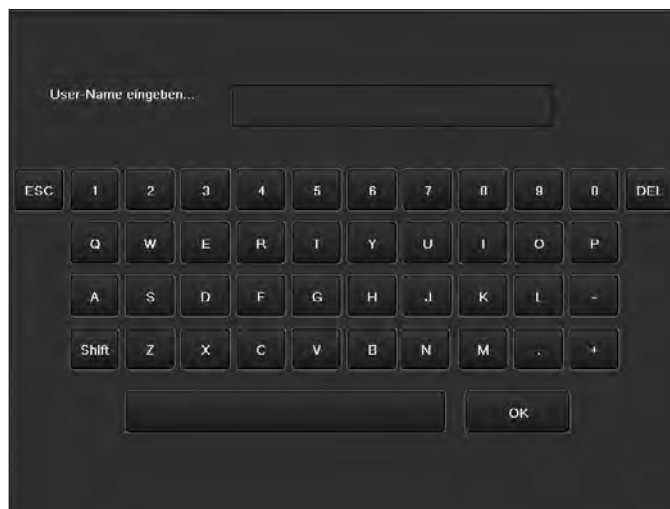 User-Name eingeben...
ESC 1 2 3 4 5 6 7 8 9 0 DEL
Q W E R T Y U I O P
A S D F G H J K L -
Shift Z X C V B N M . +
OK